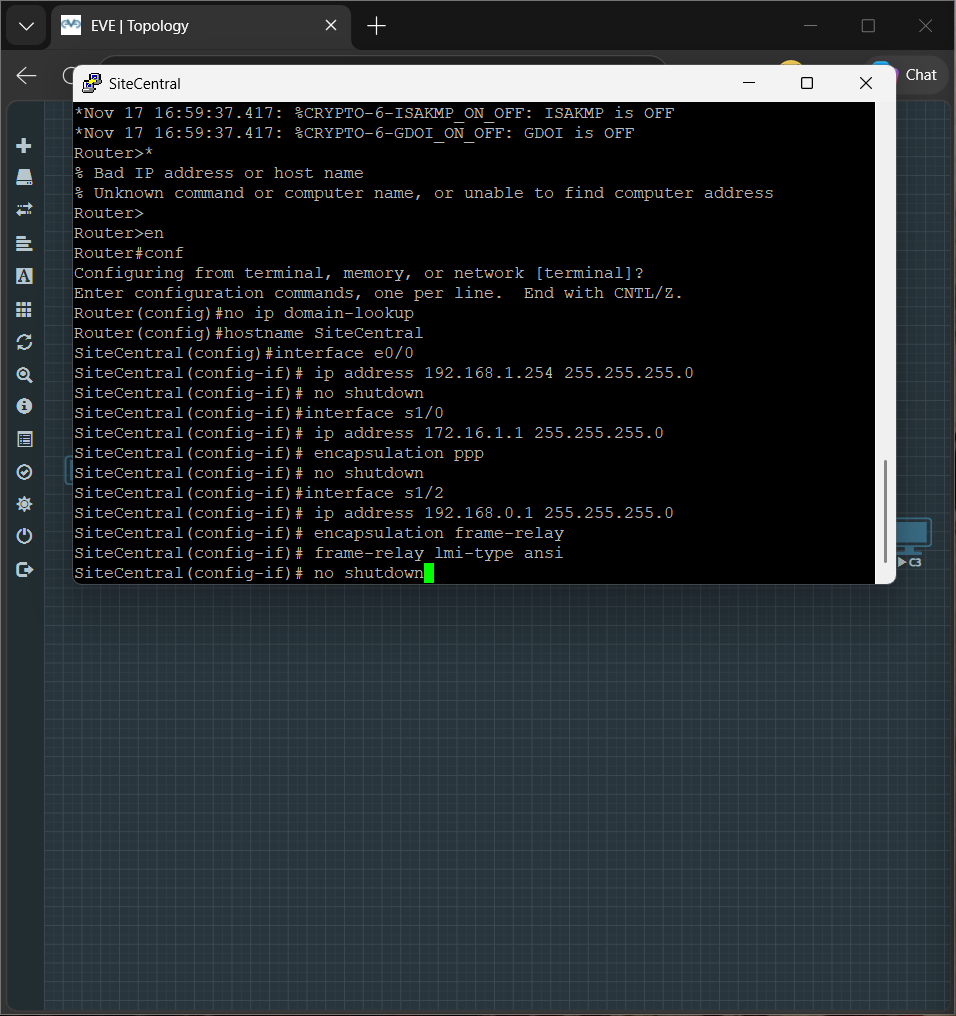 EVE | Topology
Chat
SiteCentral
*Nov 17 16:59:37.417: %CRYPTO-6-ISAKMP_ON_OFF: ISAKMP is OFF
*Nov 17 16:59:37.417: %CRYPTO-6-GDOI_ON_OFF: GDOI is OFF
Router>*
% Bad IP address or host name
% Unknown command or computer name, or unable to find computer address
Router>
Router>en
Router#conf
Configuring from terminal, memory, or network [terminal]?
Enter configuration commands, one per line.  End with CNTL/Z.
Router(config)#no ip domain-lookup
Router(config)#hostname SiteCentral
SiteCentral(config)#interface e0/0
SiteCentral(config-if)# ip address 192.168.1.254 255.255.255.0
SiteCentral(config-if)# no shutdown
SiteCentral(config-if)#interface s1/0
SiteCentral(config-if)# ip address 172.16.1.1 255.255.255.0
SiteCentral(config-if)# encapsulation ppp
SiteCentral(config-if)# no shutdown
SiteCentral(config-if)#interface s1/2
SiteCentral(config-if)# ip address 192.168.0.1 255.255.255.0
SiteCentral(config-if)# encapsulation frame-relay
SiteCentral(config-if)# frame-relay lmi-type ansi
SiteCentral(config-if)# no shutdown
C3